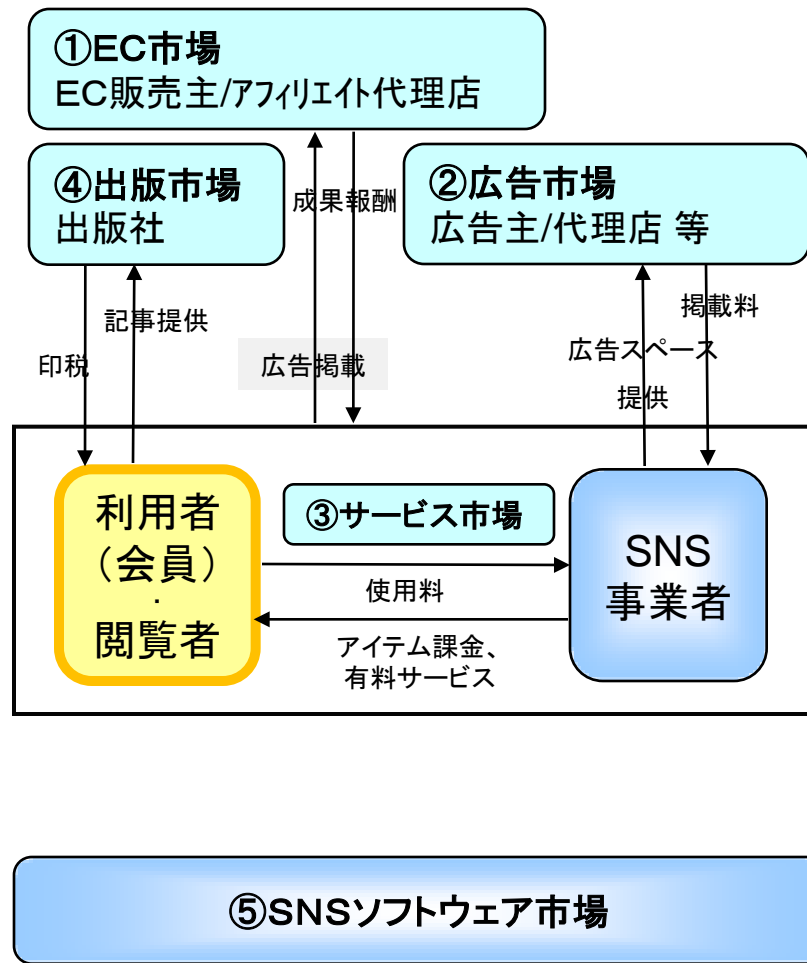 ①EC市場
EC販売主/アフィリエイト代理店
④出版市場
出版社
成果報酬
②広告市場
広告主/代理店 等
記事提供
印税
広告掲載
掲載料
広告スペース
提供
利用者
（会員）
・
閲覧者
③サービス市場
使用料
アイテム課金、
有料サービス
SNS
事業者
⑤SNSソフトウェア市場